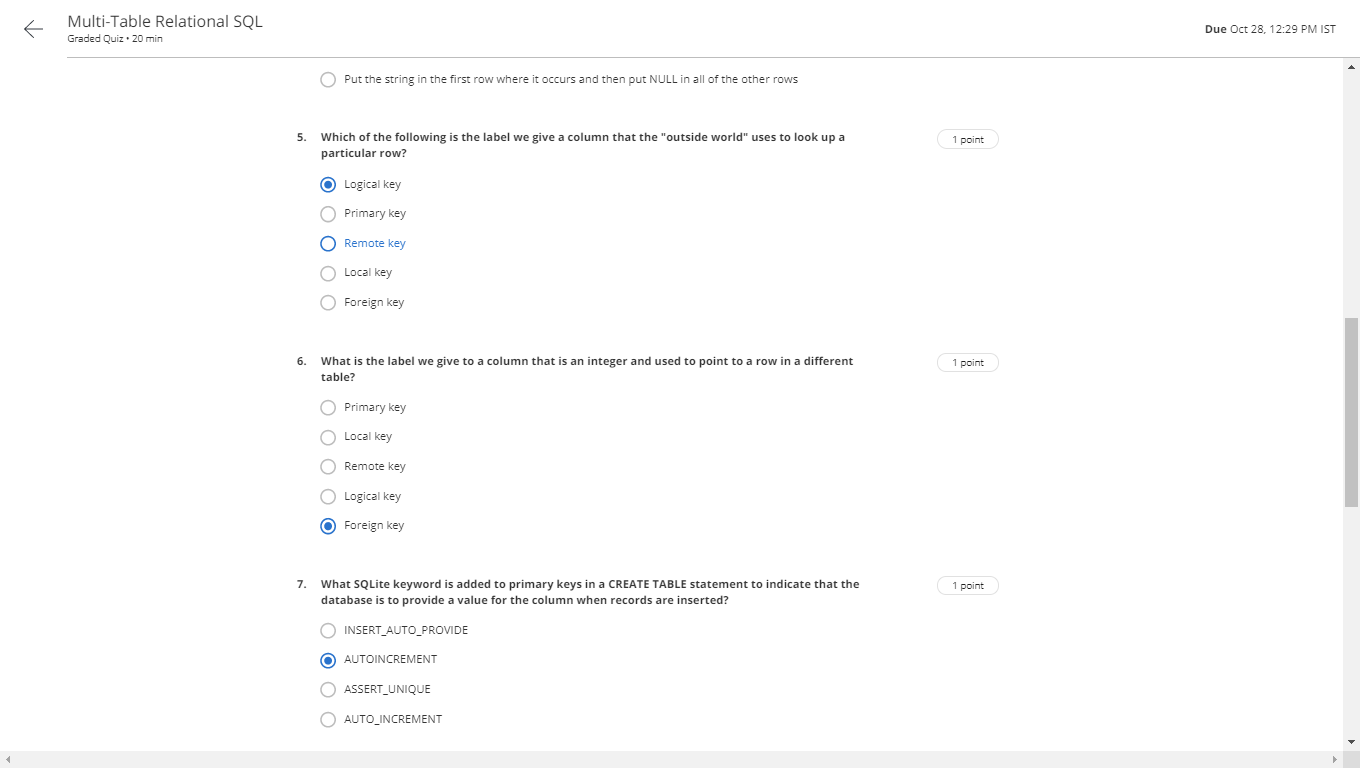 Multi-Table Relational SQL
Graded Quiz • 20 min
Due Oct 28, 12:29 PM IST
Put the string in the first row where it occurs and then put NULL in all of the other rows
5. Which of the following is the label we give a column that the "outside world" uses to look up a
particular row?
1 point
Logical key
Primary key
Remote key
Local key
Foreign key
6. What is the label we give to a column that is an integer and used to point to a row in a different
table?
1 point
Primary key
Local key
Remote key
Logical key
Foreign key
7. What SQLite keyword is added to primary keys in a CREATE TABLE statement to indicate that the
database is to provide a value for the column when records are inserted?
1 point
INSERT_AUTO_PROVIDE
AUTOINCREMENT
ASSERT_UNIQUE
AUTO_INCREMENT